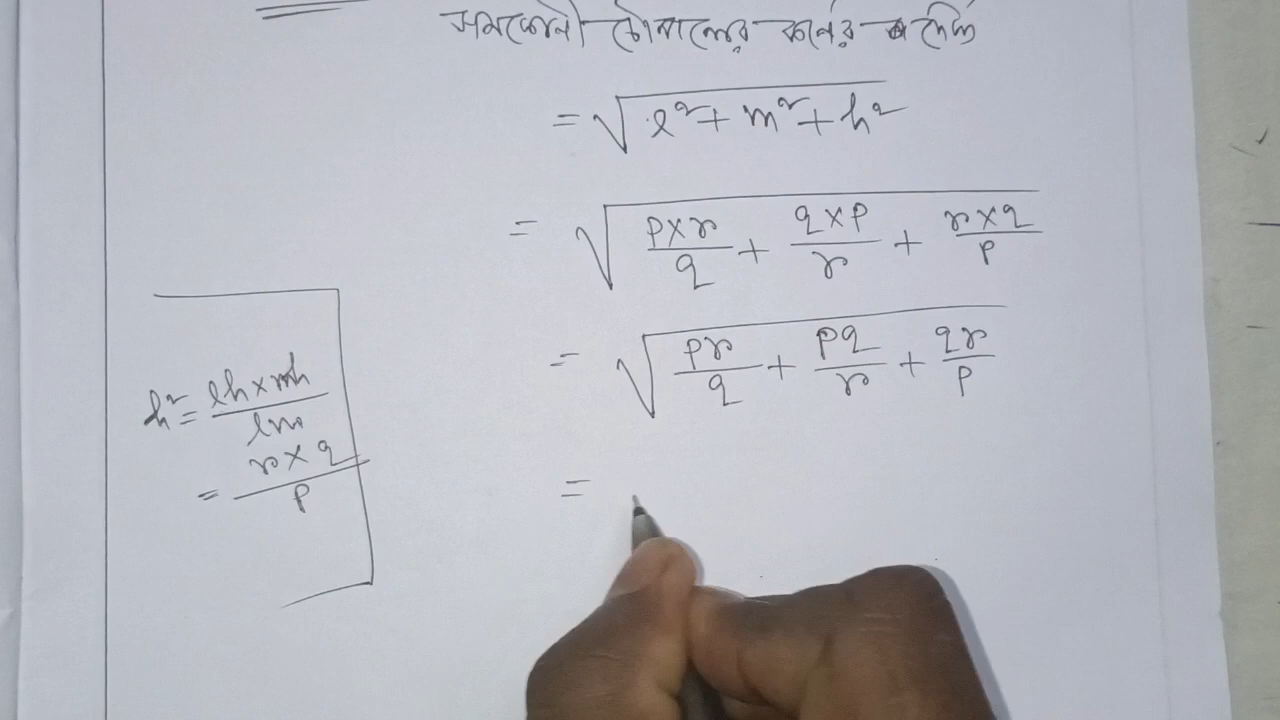 সমকোনী চৌপলের কর্নের দৈর্ঘ্য
= √(l² + m² + h²)
= √(p×r/q + q×p/r + r×q/p)
= √(pr/q + pq/r + qr/p)
h² = lh×mh/lm
= r×q/p
=